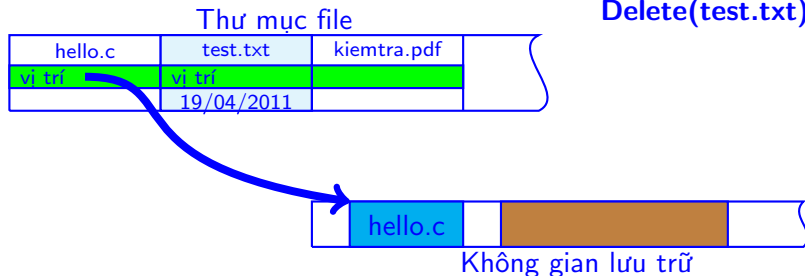 Thư mục file
Delete(test.txt)
hello.c
test.txt
kiemtra.pdf
vị trí
vị trí
19/04/2011
hello.c
Không gian lưu trữ